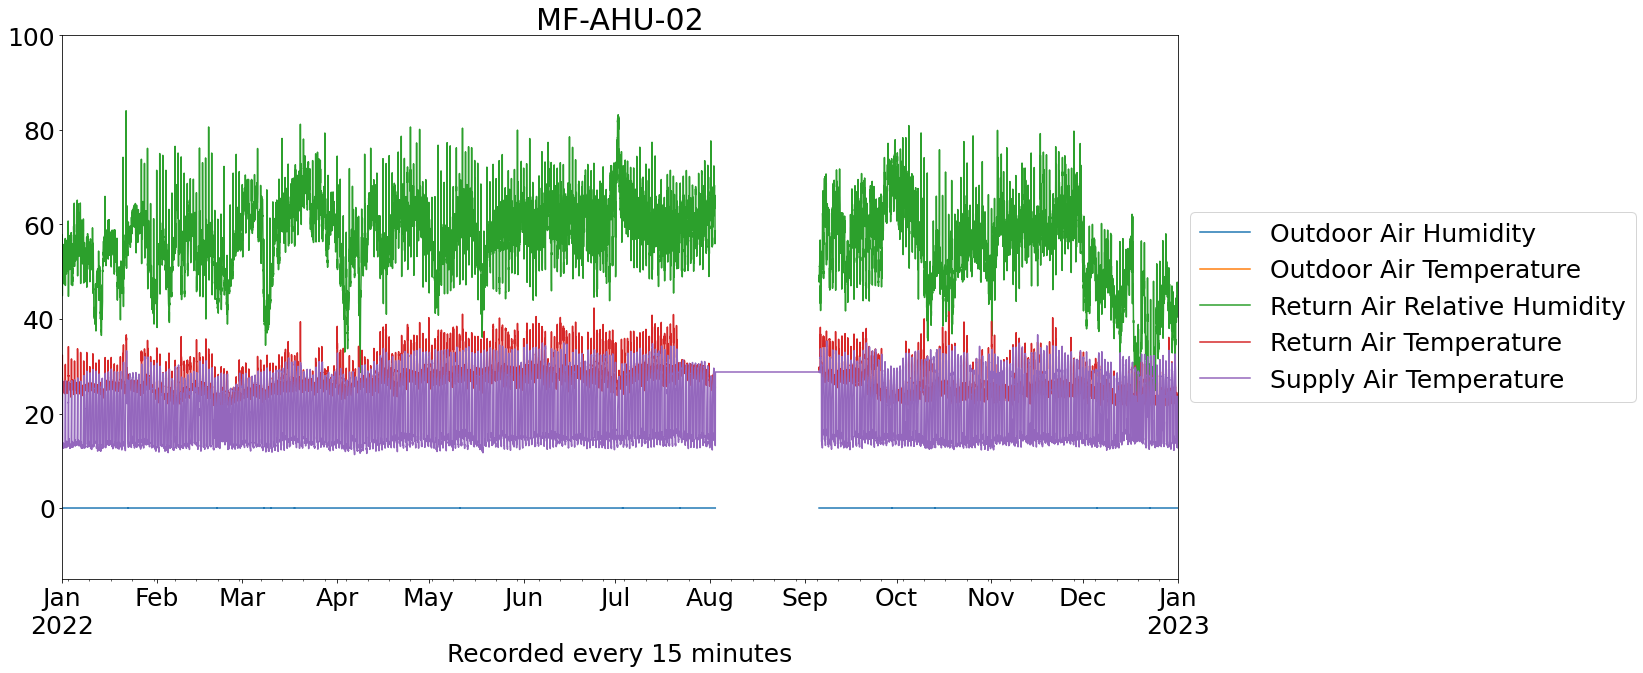 MF-AHU-02
100
80
60
40
20
0
Jan Feb Mar Apr May Jun Jul Aug Sep Oct Nov Dec Jan
2022 2023
Recorded every 15 minutes
Outdoor Air Humidity
Outdoor Air Temperature
Return Air Relative Humidity
Return Air Temperature
Supply Air Temperature